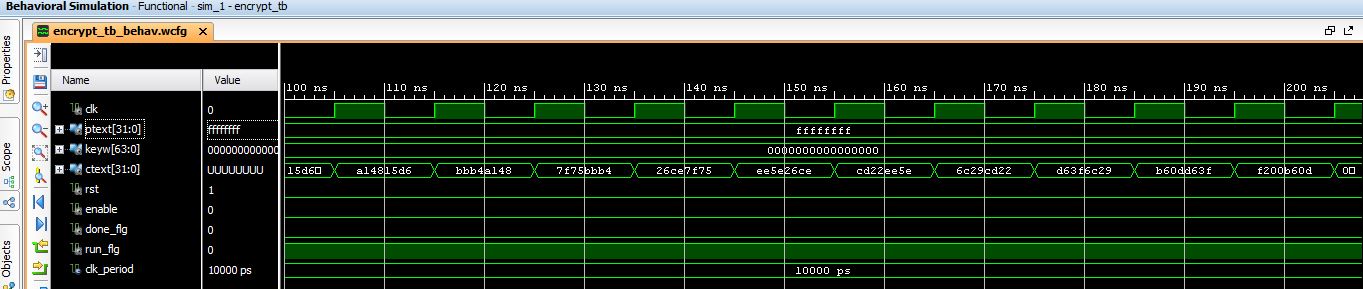 Behavioral Simulation - Functional - sim_1 - encrypt_tb
encrypt_tb_behav.wcfg
Properties
Scope
Objects
Name Value
100 ns 110 ns 120 ns 130 ns 140 ns 150 ns 160 ns 170 ns 180 ns 190 ns 200 ns
clk 0
ptext[31:0] ffffffff ffffffff
keyw[63:0] 000000000000 0000000000000000
ctext[31:0] UUUUUUUU 15d6 a14815d6 bbb4a148 7f75bbb4 26ce7f75 ee5e26ce cd22ee5e 6c29cd22 d63f6c29 b60dd63f f200b60d 0
rst 1
enable 0
done_flg 0
run_flg 0
clk_period 10000 ps 10000 ps